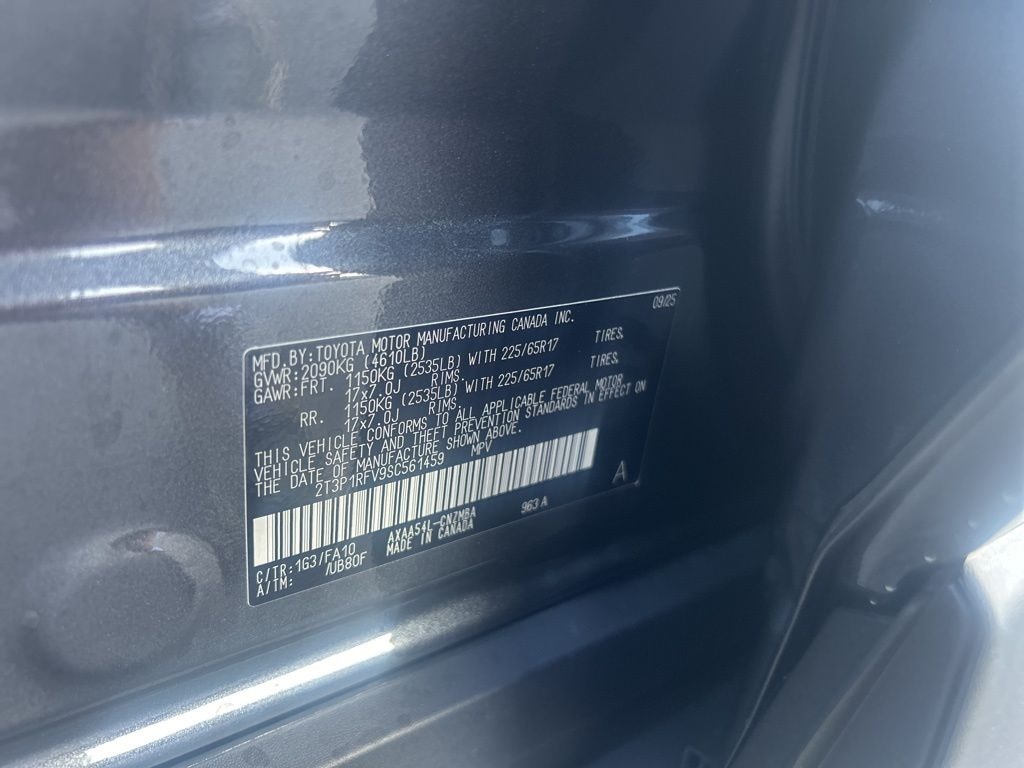 09/25
MFD.BY:TOYOTA MOTOR MANUFACTURING CANADA INC.
GVWR:2090KG (4610LB)
GAWR:FRT. 1150KG (2535LB) WITH 225/65R17 TIRES,
17x7.0J RIMS.
RR. 1150KG (2535LB) WITH 225/65R17 TIRES,
17x7.0J RIMS.
THIS VEHICLE CONFORMS TO ALL APPLICABLE FEDERAL MOTOR
VEHICLE SAFETY AND THEFT PREVENTION STANDARDS IN EFFECT ON
THE DATE OF MANUFACTURE SHOWN ABOVE.
2T3P1RFV9SC561459 MPV
A
C/TR:1G3/FA10 AXAA54L-CNZMBA 963 A
A/TM: /UB80F MADE IN CANADA